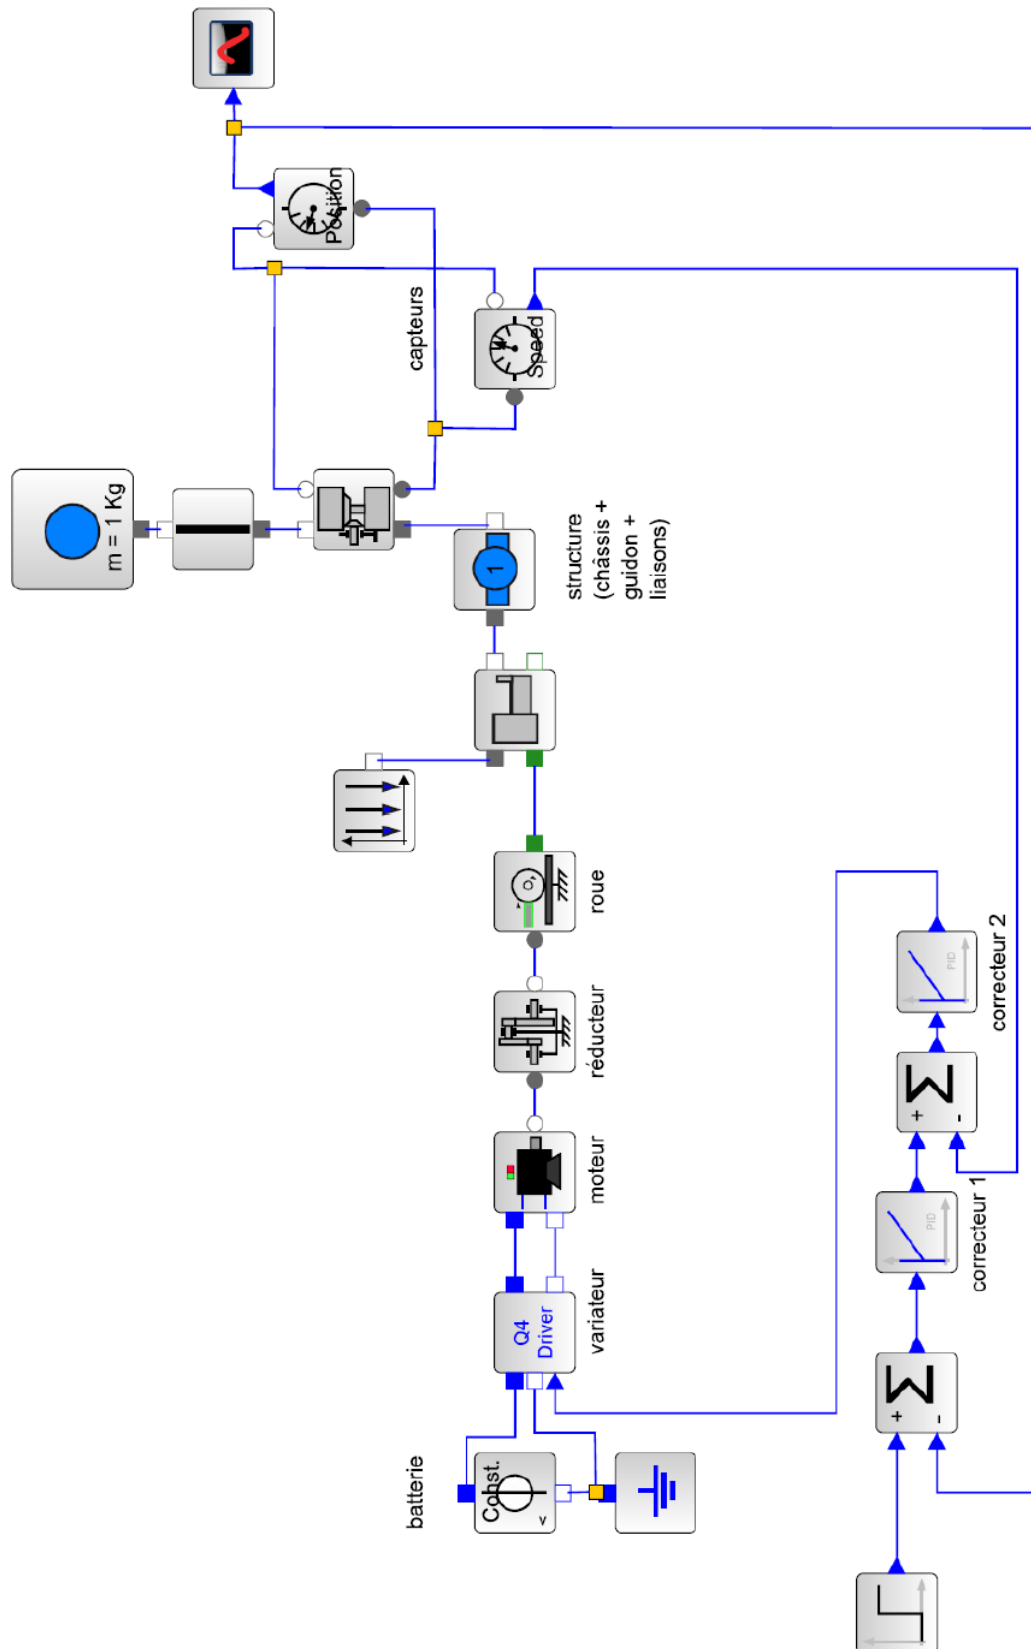 m = 1 Kg
Position
capteurs
Speed
1
structure
(châssis +
guidon +
liaisons)
roue
réducteur
moteur
variateur
Q4
Driver
batterie
Const.
V
PID
correcteur 2
Σ
+
-
PID
correcteur 1
Σ
+
-